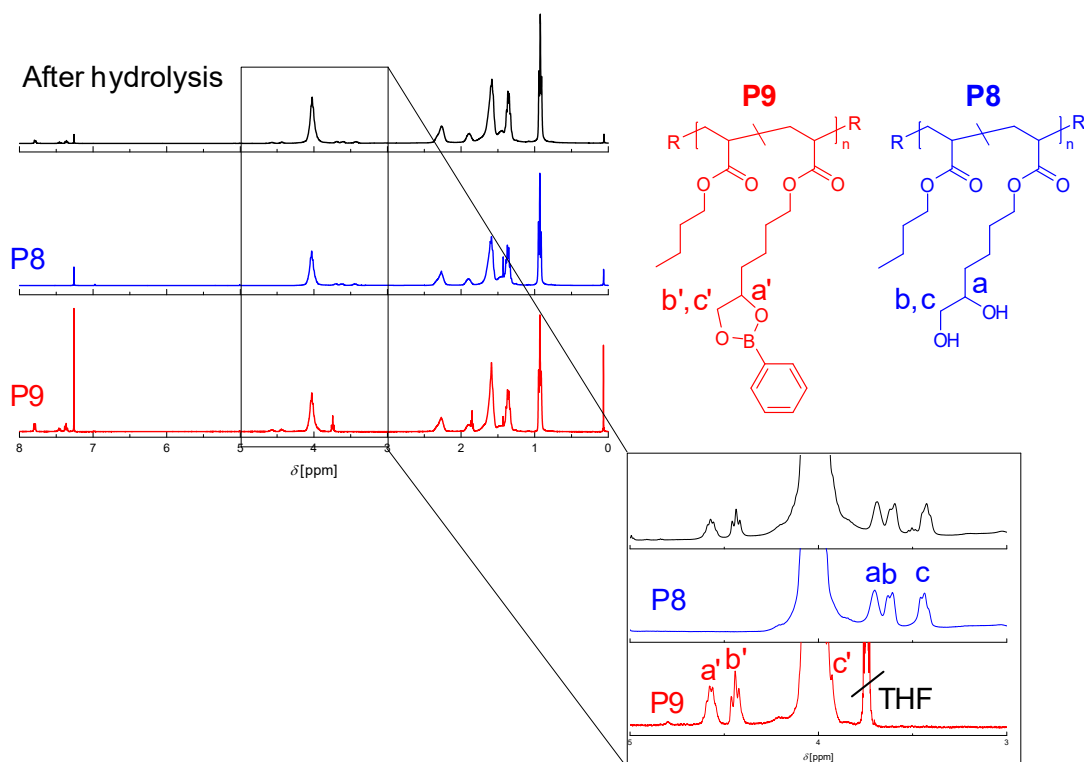 After hydrolysis
P8
P9
8 7 6 5 4 3 2 1 0
δ [ppm]
P9
R
R
n
O
O
O
O
b', c'
a'
O
O
B
P8
R
R
n
O
O
O
O
a
b, c
OH
OH
P8
a b
c
P9
a'
b'
c'
THF
5 4 3
δ [ppm]